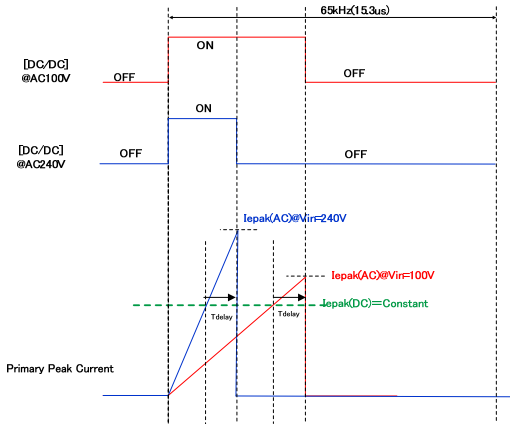 65kHz(15.3us)
ON
[DC/DC]
@AC100V
OFF
OFF
ON
[DC/DC]
@AC240V
OFF
OFF
Iepak(AC)@Vin=240V
Iepak(AC)@Vin=100V
Iepak(DC)=Constant
Tdelay
Tdelay
Primary Peak Current